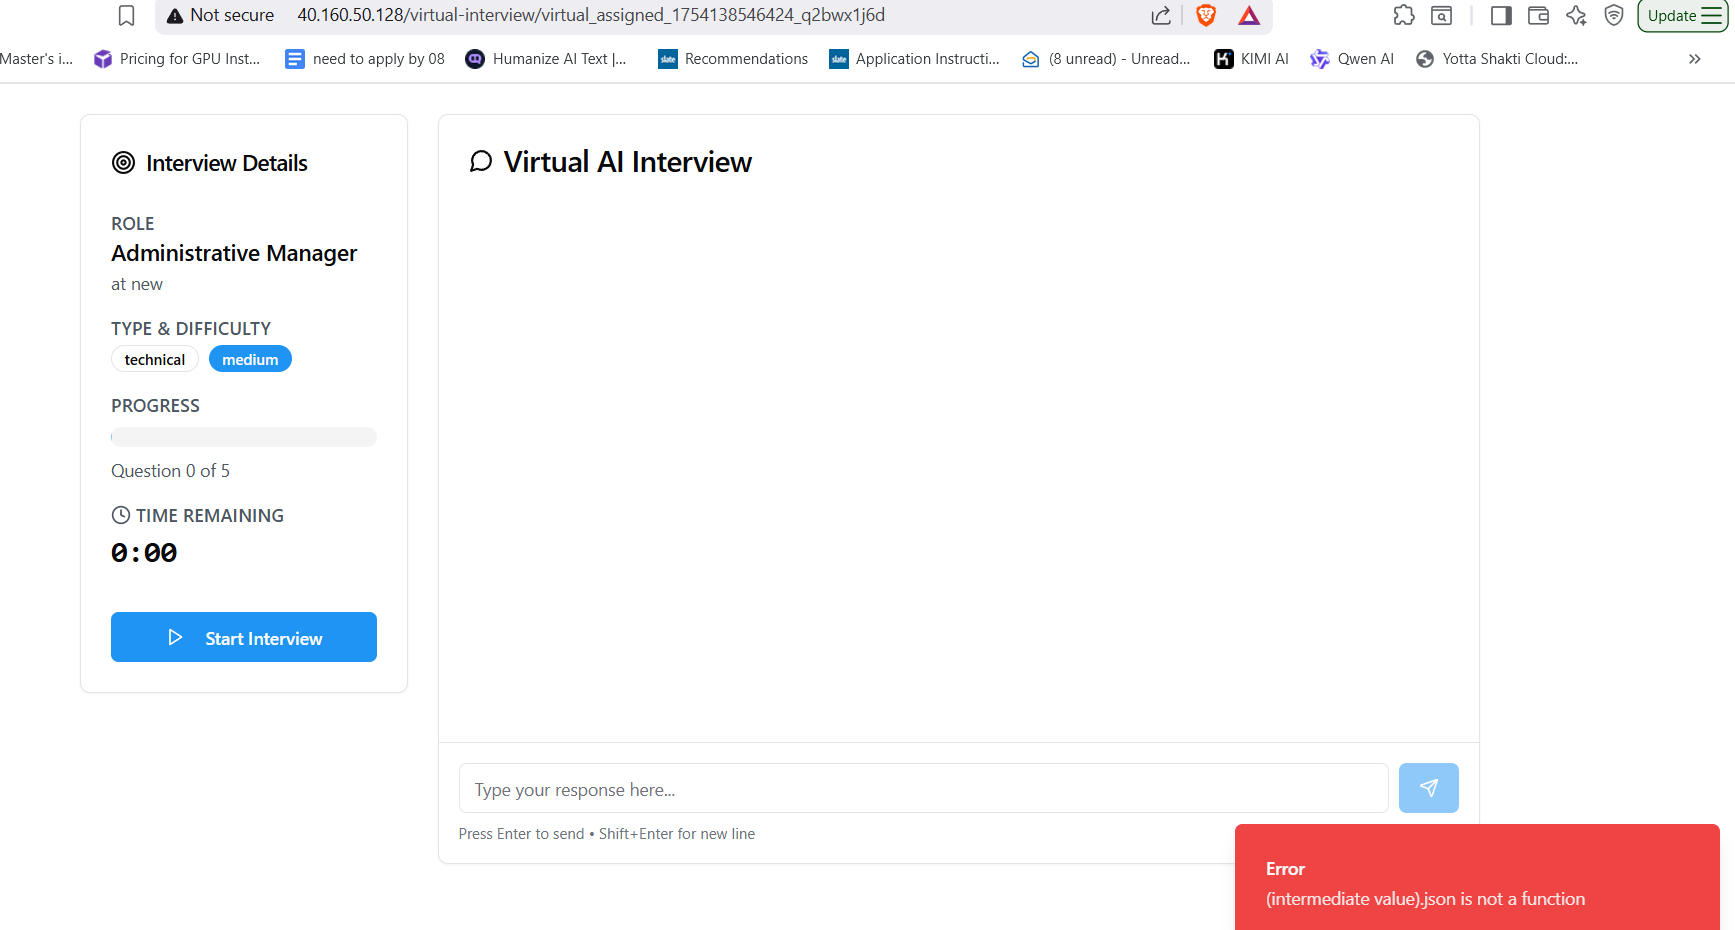 Not secure 40.160.50.128/virtual-interview/virtual_assigned_1754138546424_q2bwx1j6d Update
Master's i... Pricing for GPU Inst... need to apply by 08 Humanize AI Text |... slate Recommendations slate Application Instructi... (8 unread) - Unread... KIMI AI Qwen AI Yotta Shakti Cloud:... »
Interview Details
ROLE
Administrative Manager
at new
TYPE & DIFFICULTY
technical medium
PROGRESS
Question 0 of 5
TIME REMAINING
0:00
Start Interview
Virtual AI Interview
Type your response here...
Press Enter to send • Shift+Enter for new line
Error
(intermediate value).json is not a function